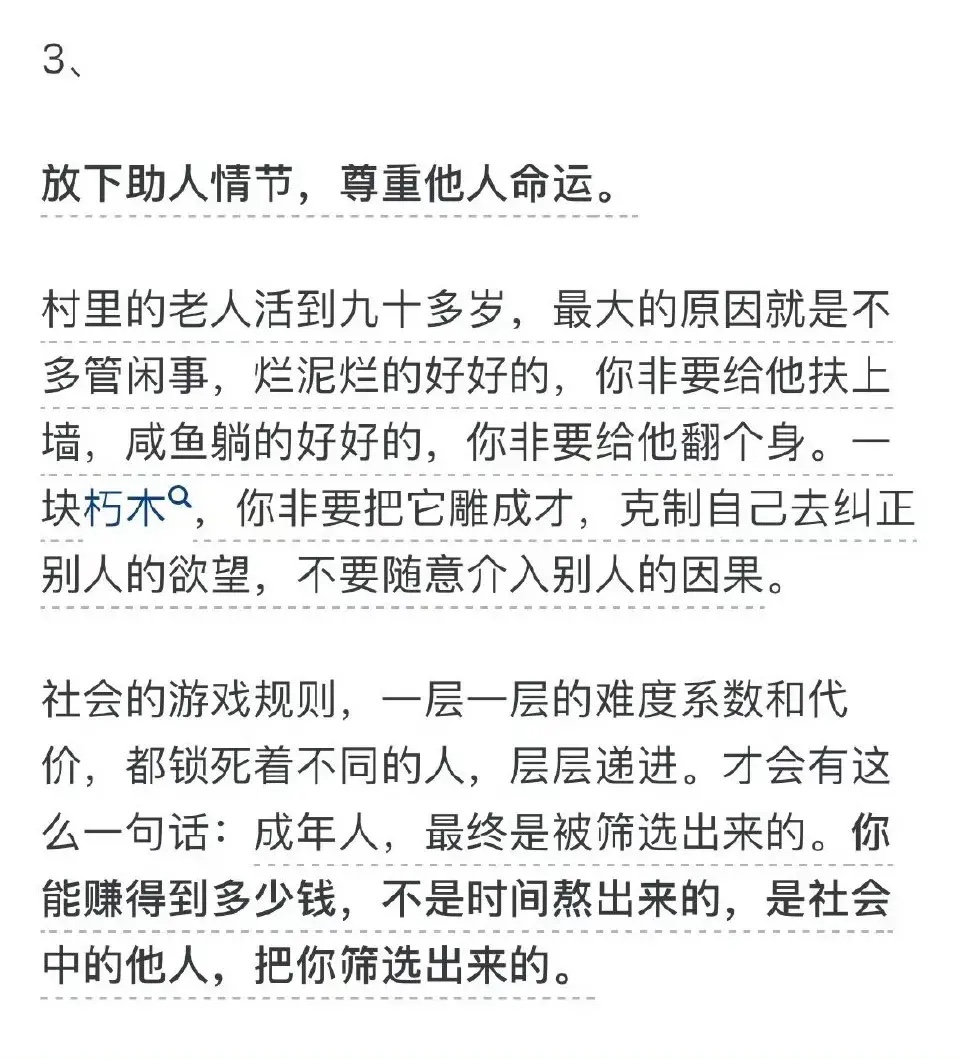 3、
放下助人情节，尊重他人命运。
村里的老人活到九十多岁，最大的原因就是不
多管闲事，烂泥烂的好好的，你非要给他扶上
墙，咸鱼躺的好好的，你非要给他翻个身。一
块朽木，你非要把它雕成才，克制自己去纠正
别人的欲望，不要随意介入别人的因果。
社会的游戏规则，一层一层的难度系数和代
价，都锁死着不同的人，层层递进。才会有这
么一句话：成年人，最终是被筛选出来的。你
能赚得到多少钱，不是时间熬出来的，是社会
中的他人，把你筛选出来的。